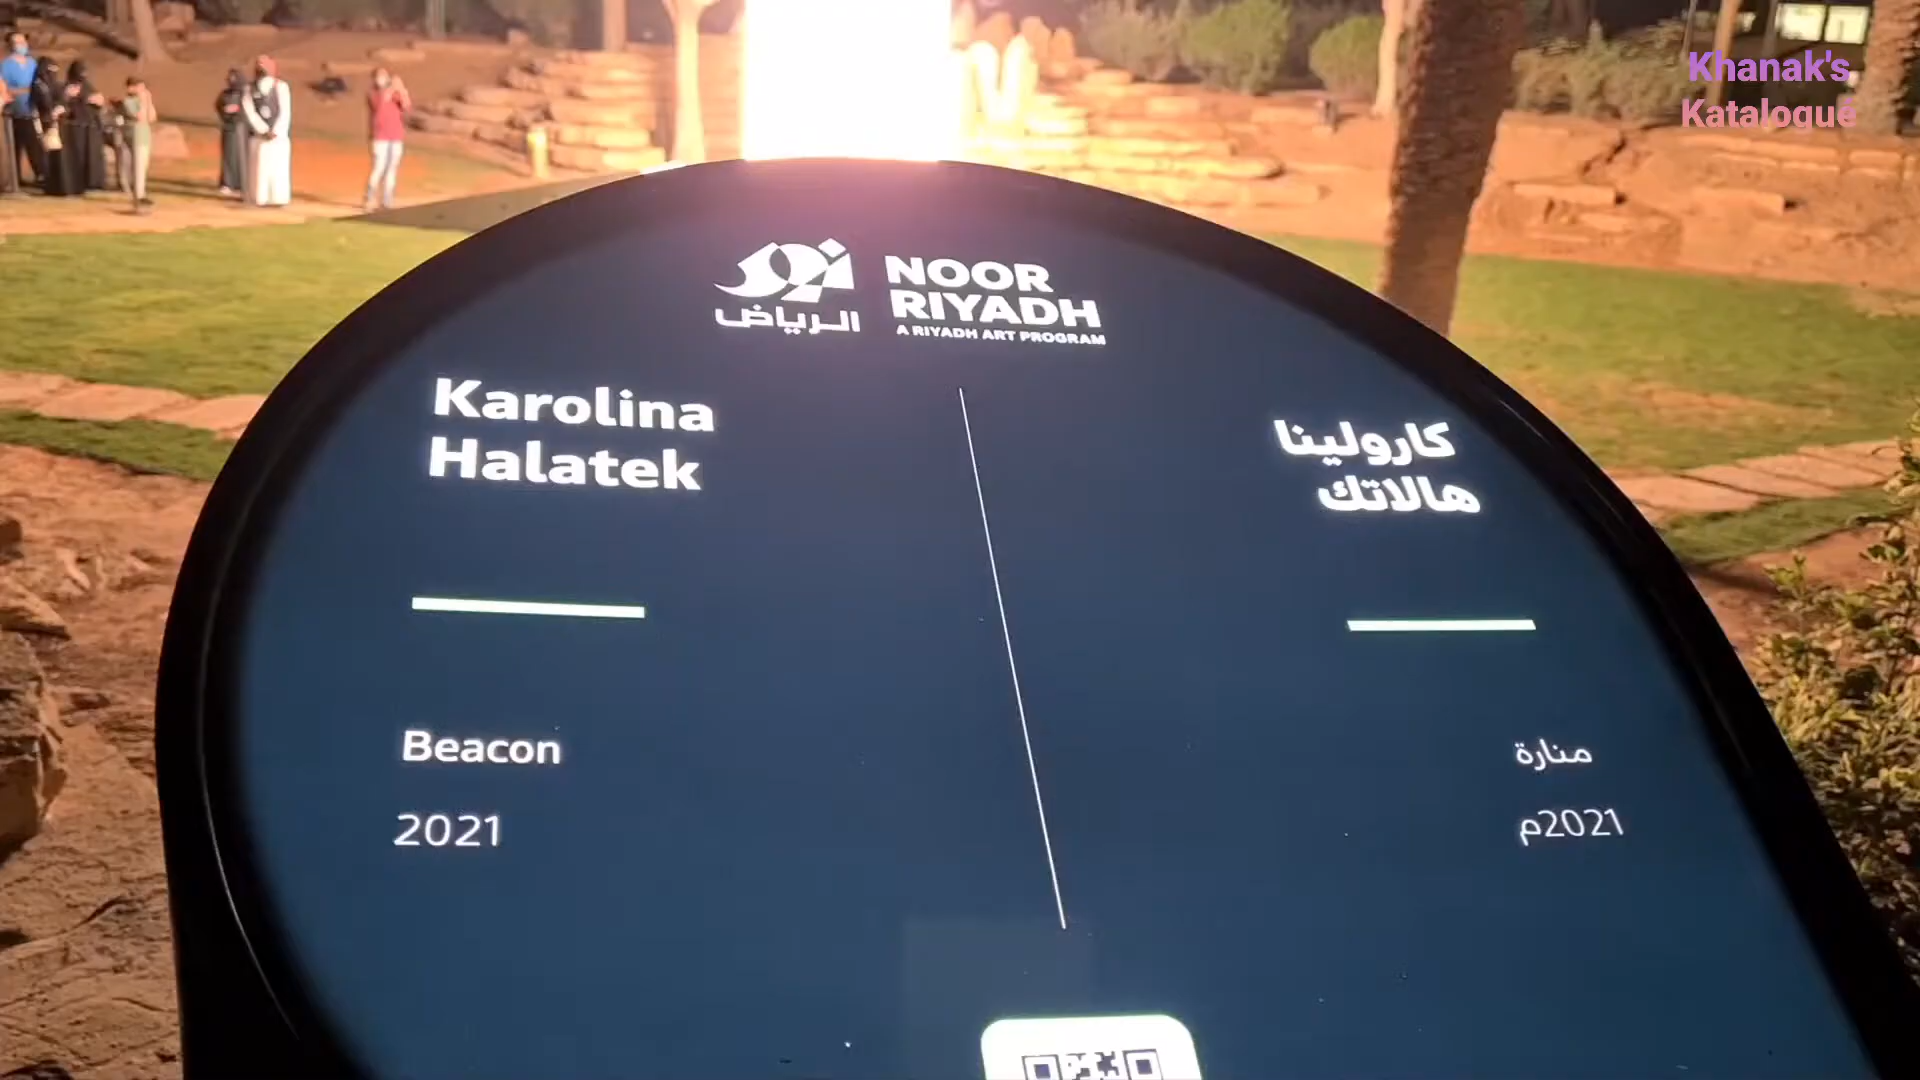 Khanak's
Katalogué
نور
الرياض
NOOR
RIYADH
A RIYADH ART PROGRAM
Karolina
Halatek
Beacon
2021
كارولينا
هالاتك
منارة
2021م